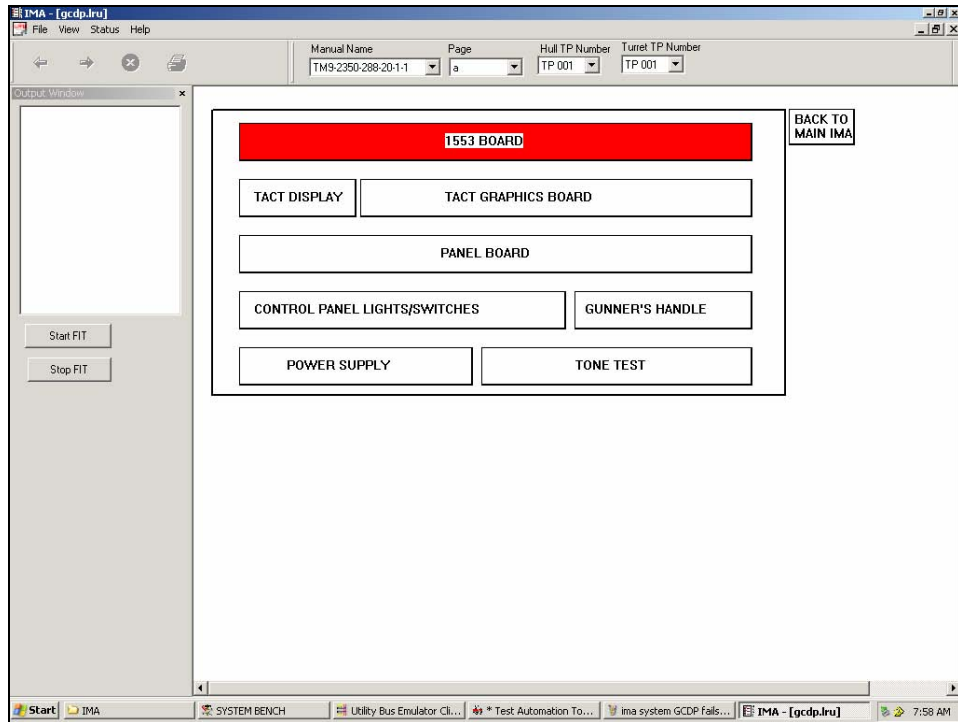 IMA - [gcdp.lru]
File View Status Help
Manual Name Page Hull TP Number Turret TP Number
TM9-2350-288-20-1-1 a TP 001 TP 001
Output Window
BACK TO
MAIN IMA
1553 BOARD
TACT DISPLAY TACT GRAPHICS BOARD
PANEL BOARD
CONTROL PANEL LIGHTS/SWITCHES GUNNER'S HANDLE
Start FIT
Stop FIT
POWER SUPPLY TONE TEST
Start IMA SYSTEM BENCH Utility Bus Emulator Cli... * Test Automation To... ima system GCDP fails... IMA - [gcdp.lru] 7:58 AM